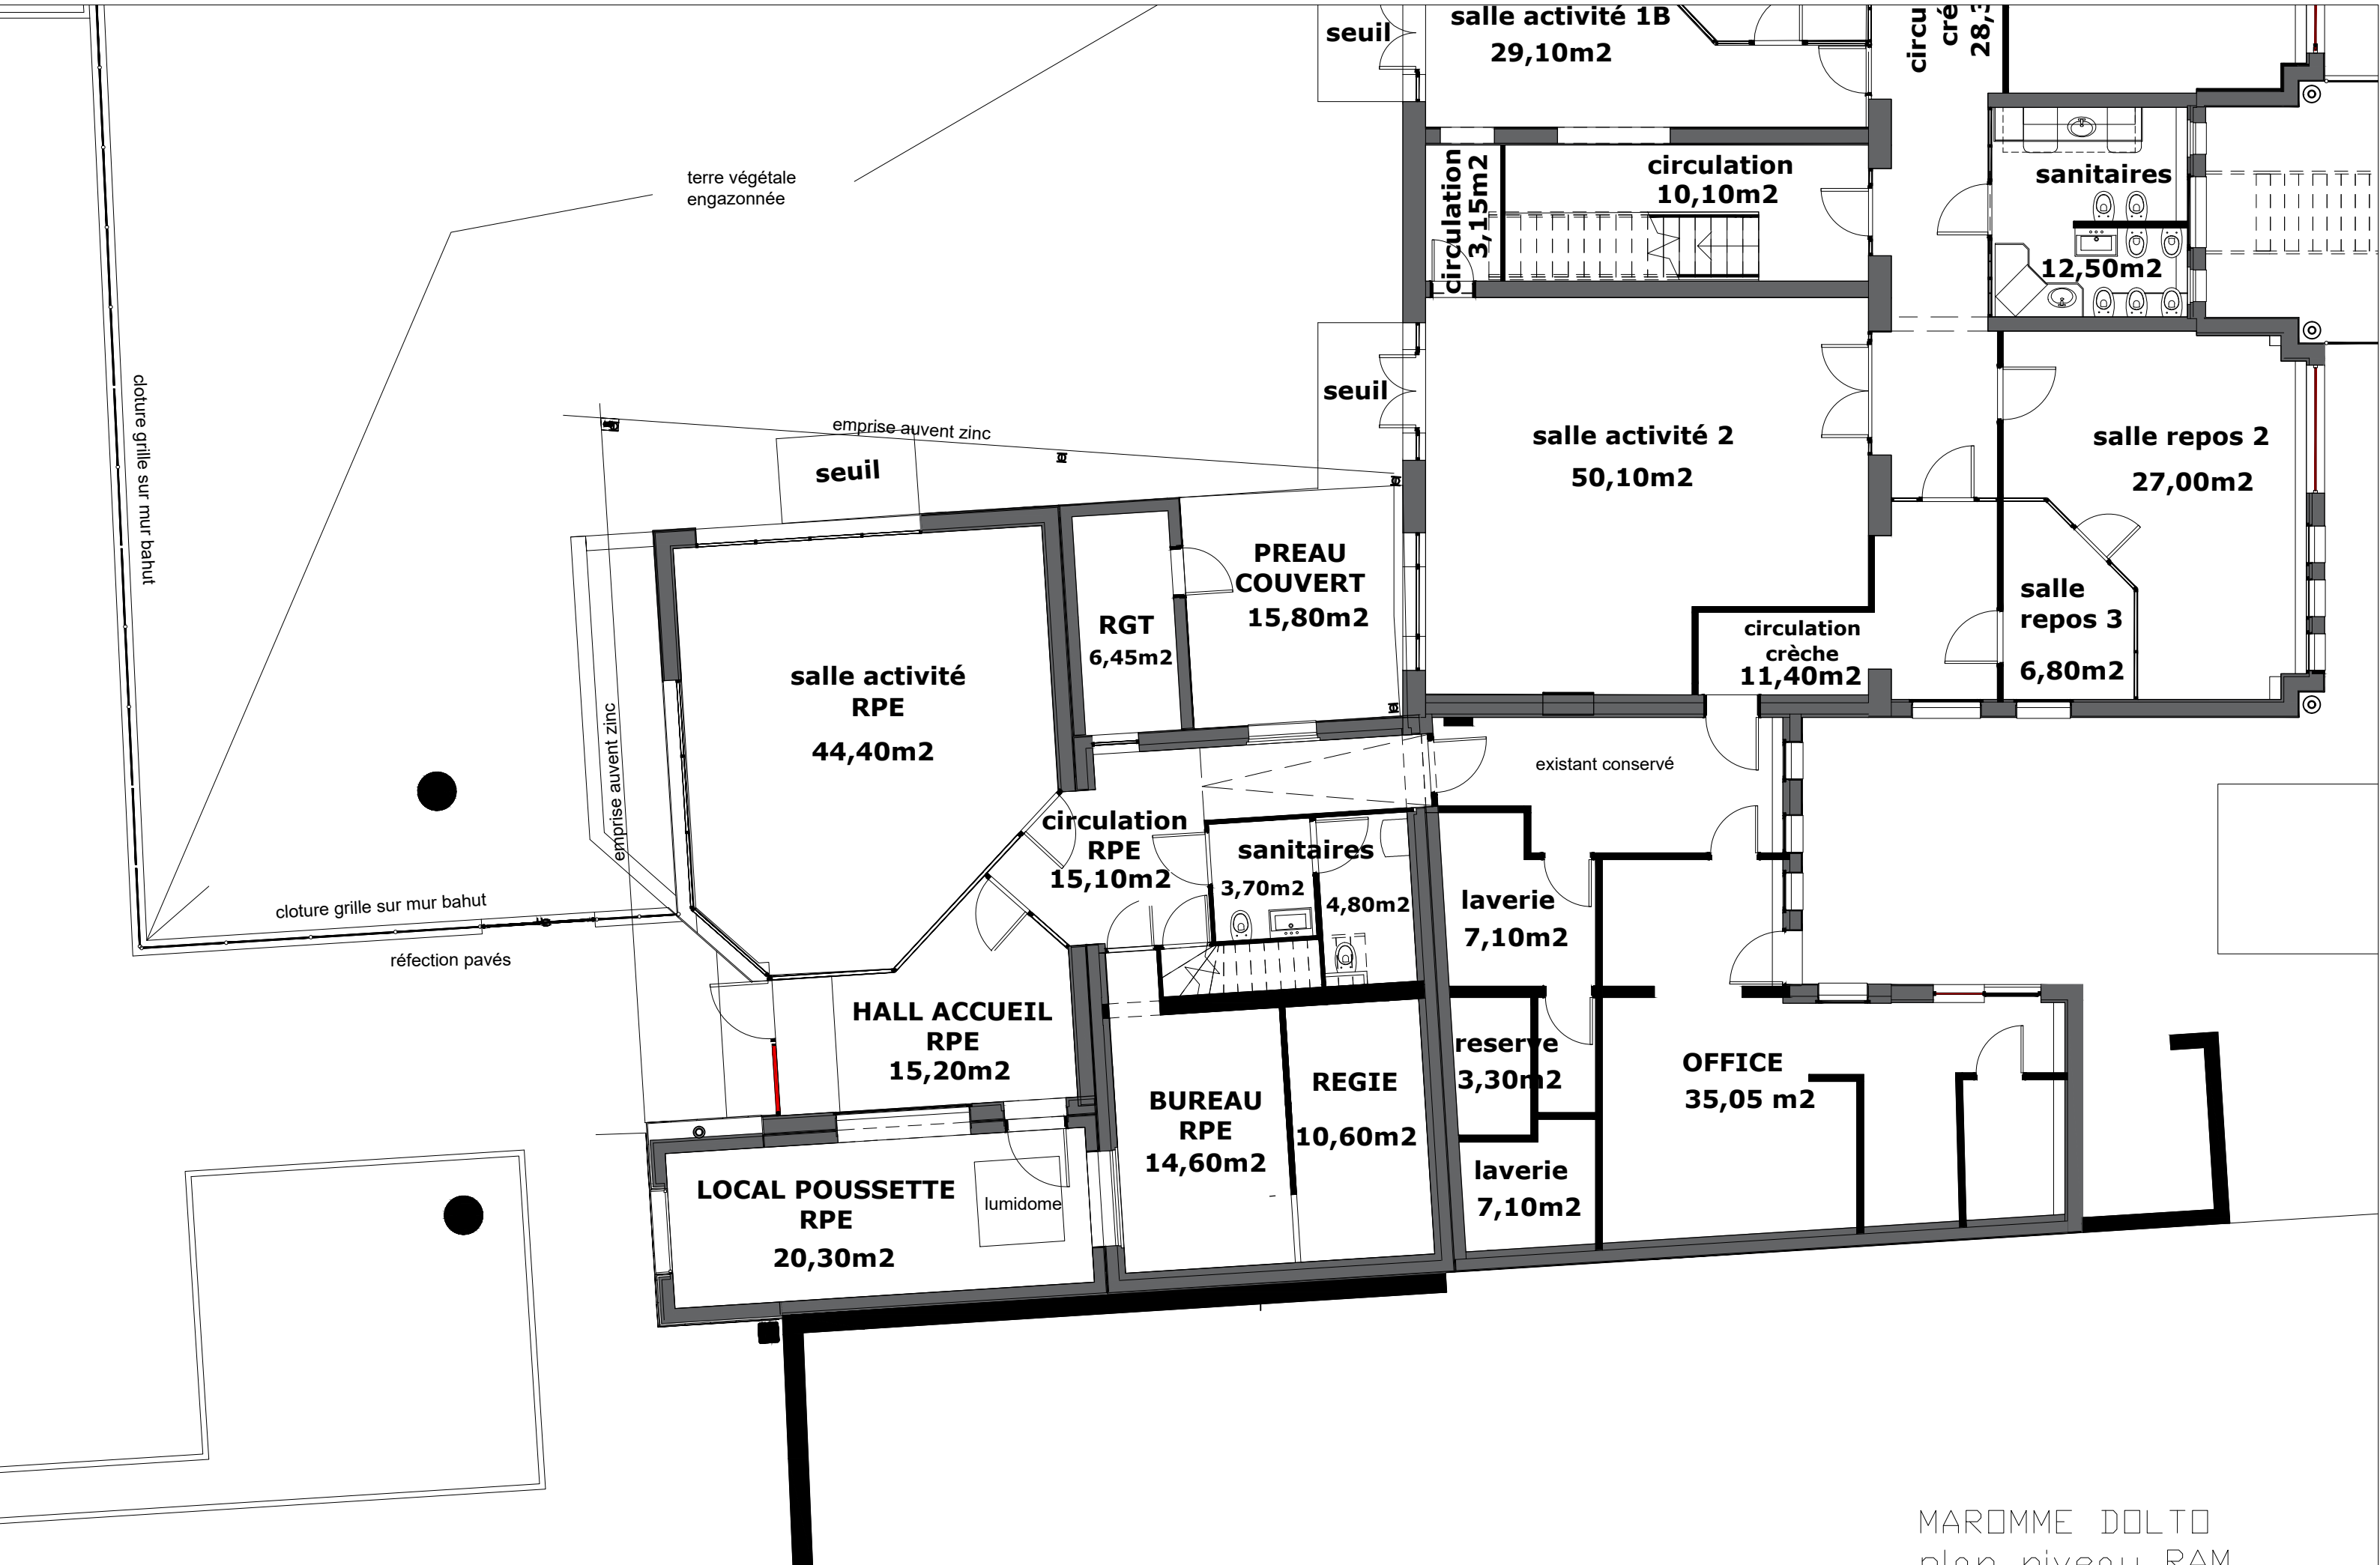 salle activité 1B
29,10m2
seuil
terre végétale
engazonnée
circulation
3,15m2
circulation
10,10m2
sanitaires
12,50m2
cloture grille sur mur bahut
emprise auvent zinc
seuil
seuil
salle activité 2
50,10m2
salle repos 2
27,00m2
PREAU
COUVERT
15,80m2
RGT
6,45m2
salle
repos 3
6,80m2
circulation
crèche
11,40m2
salle activité
RPE
44,40m2
emprise auvent zinc
existant conservé
circulation
RPE
15,10m2
sanitaires
3,70m2
4,80m2
laverie
7,10m2
cloture grille sur mur bahut
réfection pavés
HALL ACCUEIL
RPE
15,20m2
reserve
3,30m2
OFFICE
35,05 m2
BUREAU
RPE
14,60m2
REGIE
10,60m2
LOCAL POUSSETTE
RPE
20,30m2
lumidome
laverie
7,10m2
MAROMME DOLTO
plan niveau RAM